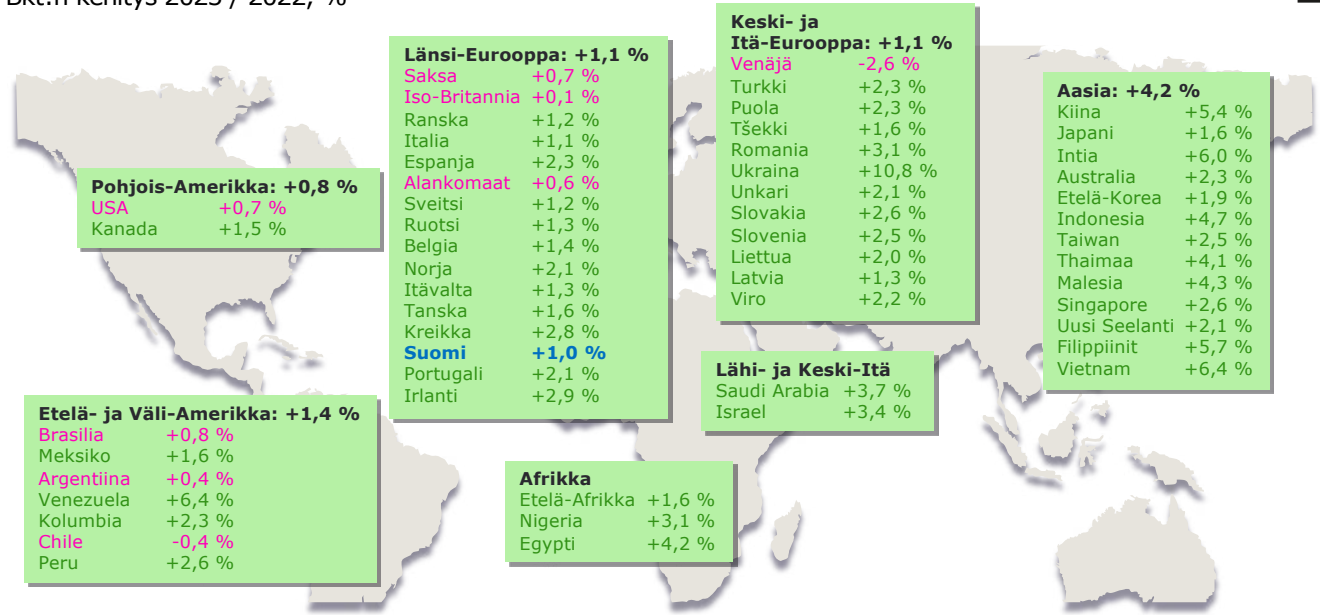 Bkt:n kehitys 2023 / 2022, %
Pohjois-Amerikka: +0,8 %
USA +0,7 %
Kanada +1,5 %
Etelä- ja Väli-Amerikka: +1,4 %
Brasilia +0,8 %
Meksiko +1,6 %
Argentiina +0,4 %
Venezuela +6,4 %
Kolumbia +2,3 %
Chile -0,4 %
Peru +2,6 %
Länsi-Eurooppa: +1,1 %
Saksa +0,7 %
Iso-Britannia +0,1 %
Ranska +1,2 %
Italia +1,1 %
Espanja +2,3 %
Alankomaat +0,6 %
Sveitsi +1,2 %
Ruotsi +1,3 %
Belgia +1,4 %
Norja +2,1 %
Itävalta +1,3 %
Tanska +1,6 %
Kreikka +2,8 %
Suomi +1,0 %
Portugali +2,1 %
Irlanti +2,9 %
Afrikka
Etelä-Afrikka +1,6 %
Nigeria +3,1 %
Egypti +4,2 %
Keski- ja
Itä-Eurooppa: +1,1 %
Venäjä -2,6 %
Turkki +2,3 %
Puola +2,3 %
Tšekki +1,6 %
Romania +3,1 %
Ukraina +10,8 %
Unkari +2,1 %
Slovakia +2,6 %
Slovenia +2,5 %
Liettua +2,0 %
Latvia +1,3 %
Viro +2,2 %
Lähi- ja Keski-Itä
Saudi Arabia +3,7 %
Israel +3,4 %
Aasia: +4,2 %
Kiina +5,4 %
Japani +1,6 %
Intia +6,0 %
Australia +2,3 %
Etelä-Korea +1,9 %
Indonesia +4,7 %
Taiwan +2,5 %
Thaimaa +4,1 %
Malesia +4,3 %
Singapore +2,6 %
Uusi Seelanti +2,1 %
Filippiinit +5,7 %
Vietnam +6,4 %